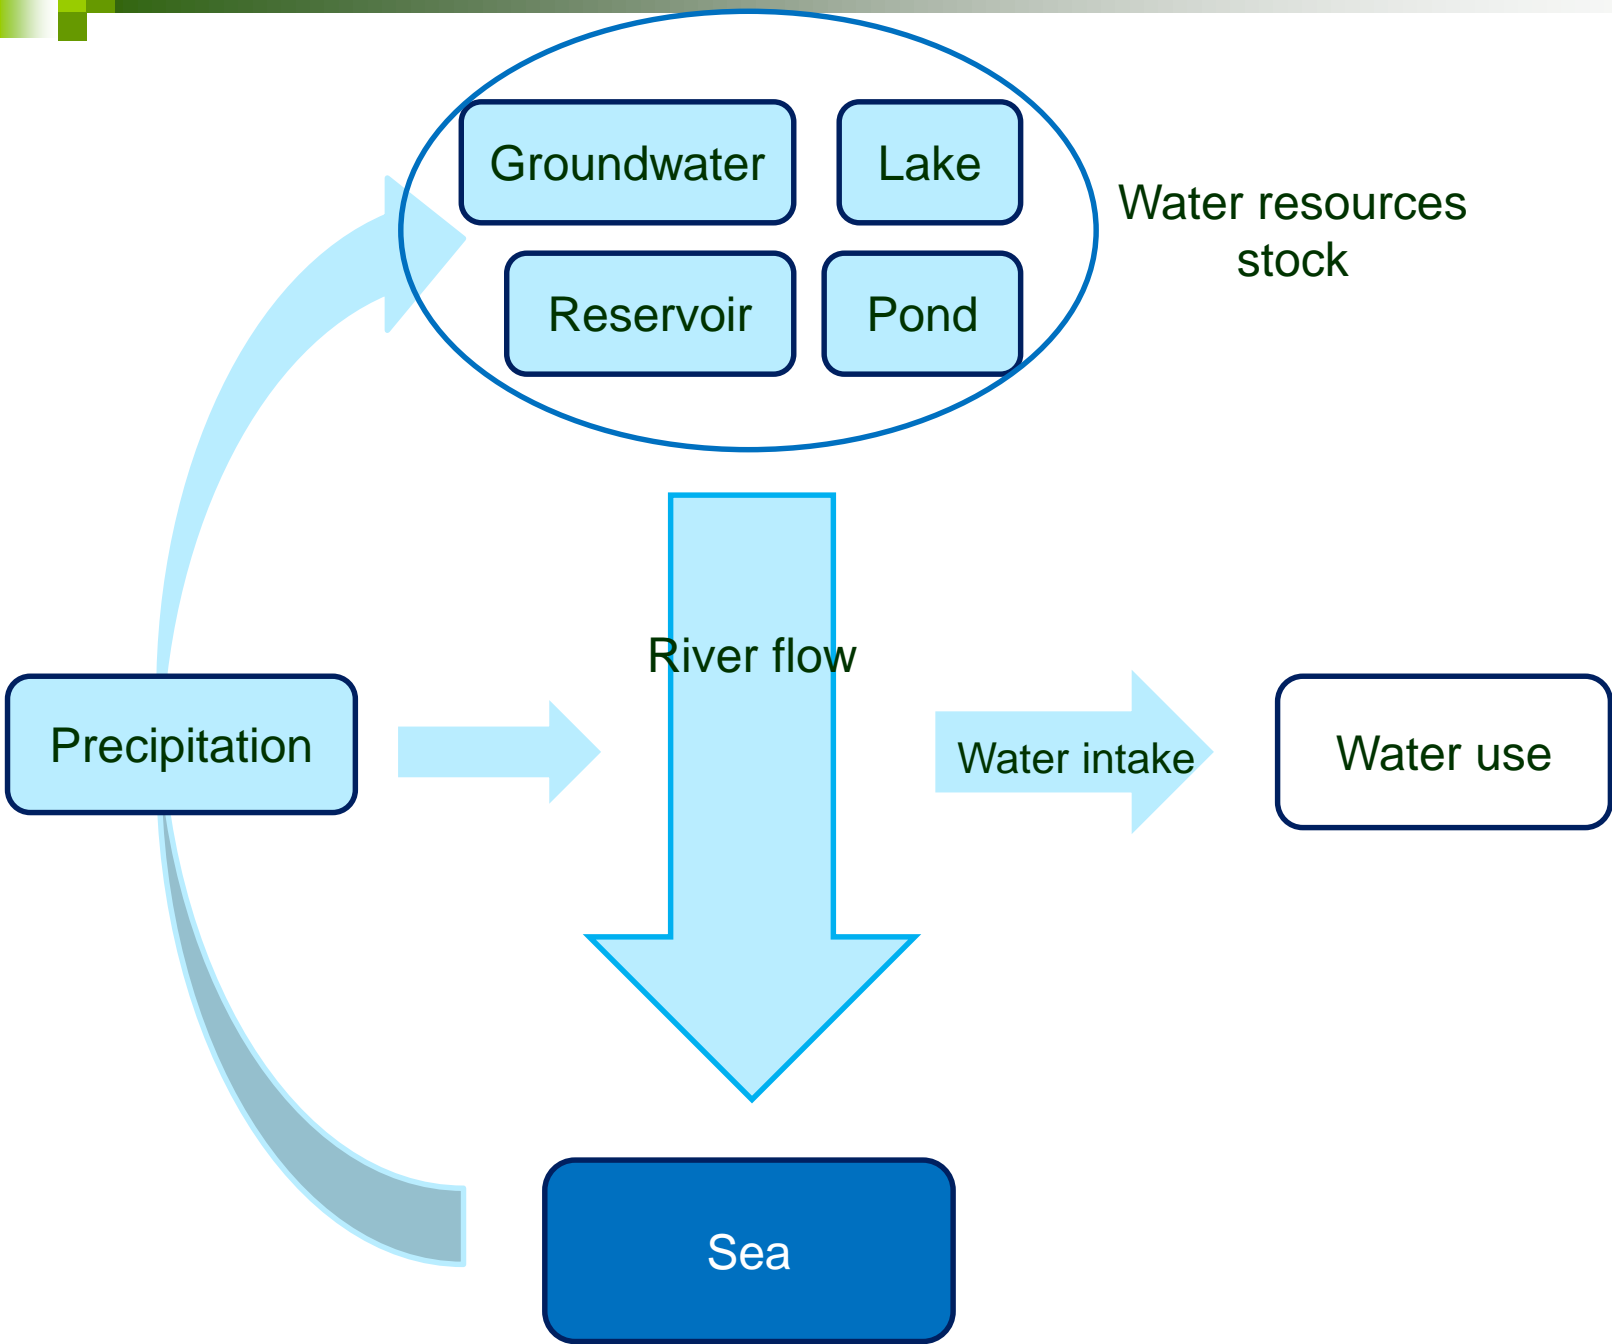 Groundwater
Lake
Water resources
stock
Reservoir
Pond
River flow
Precipitation
Water intake
Water use
Sea